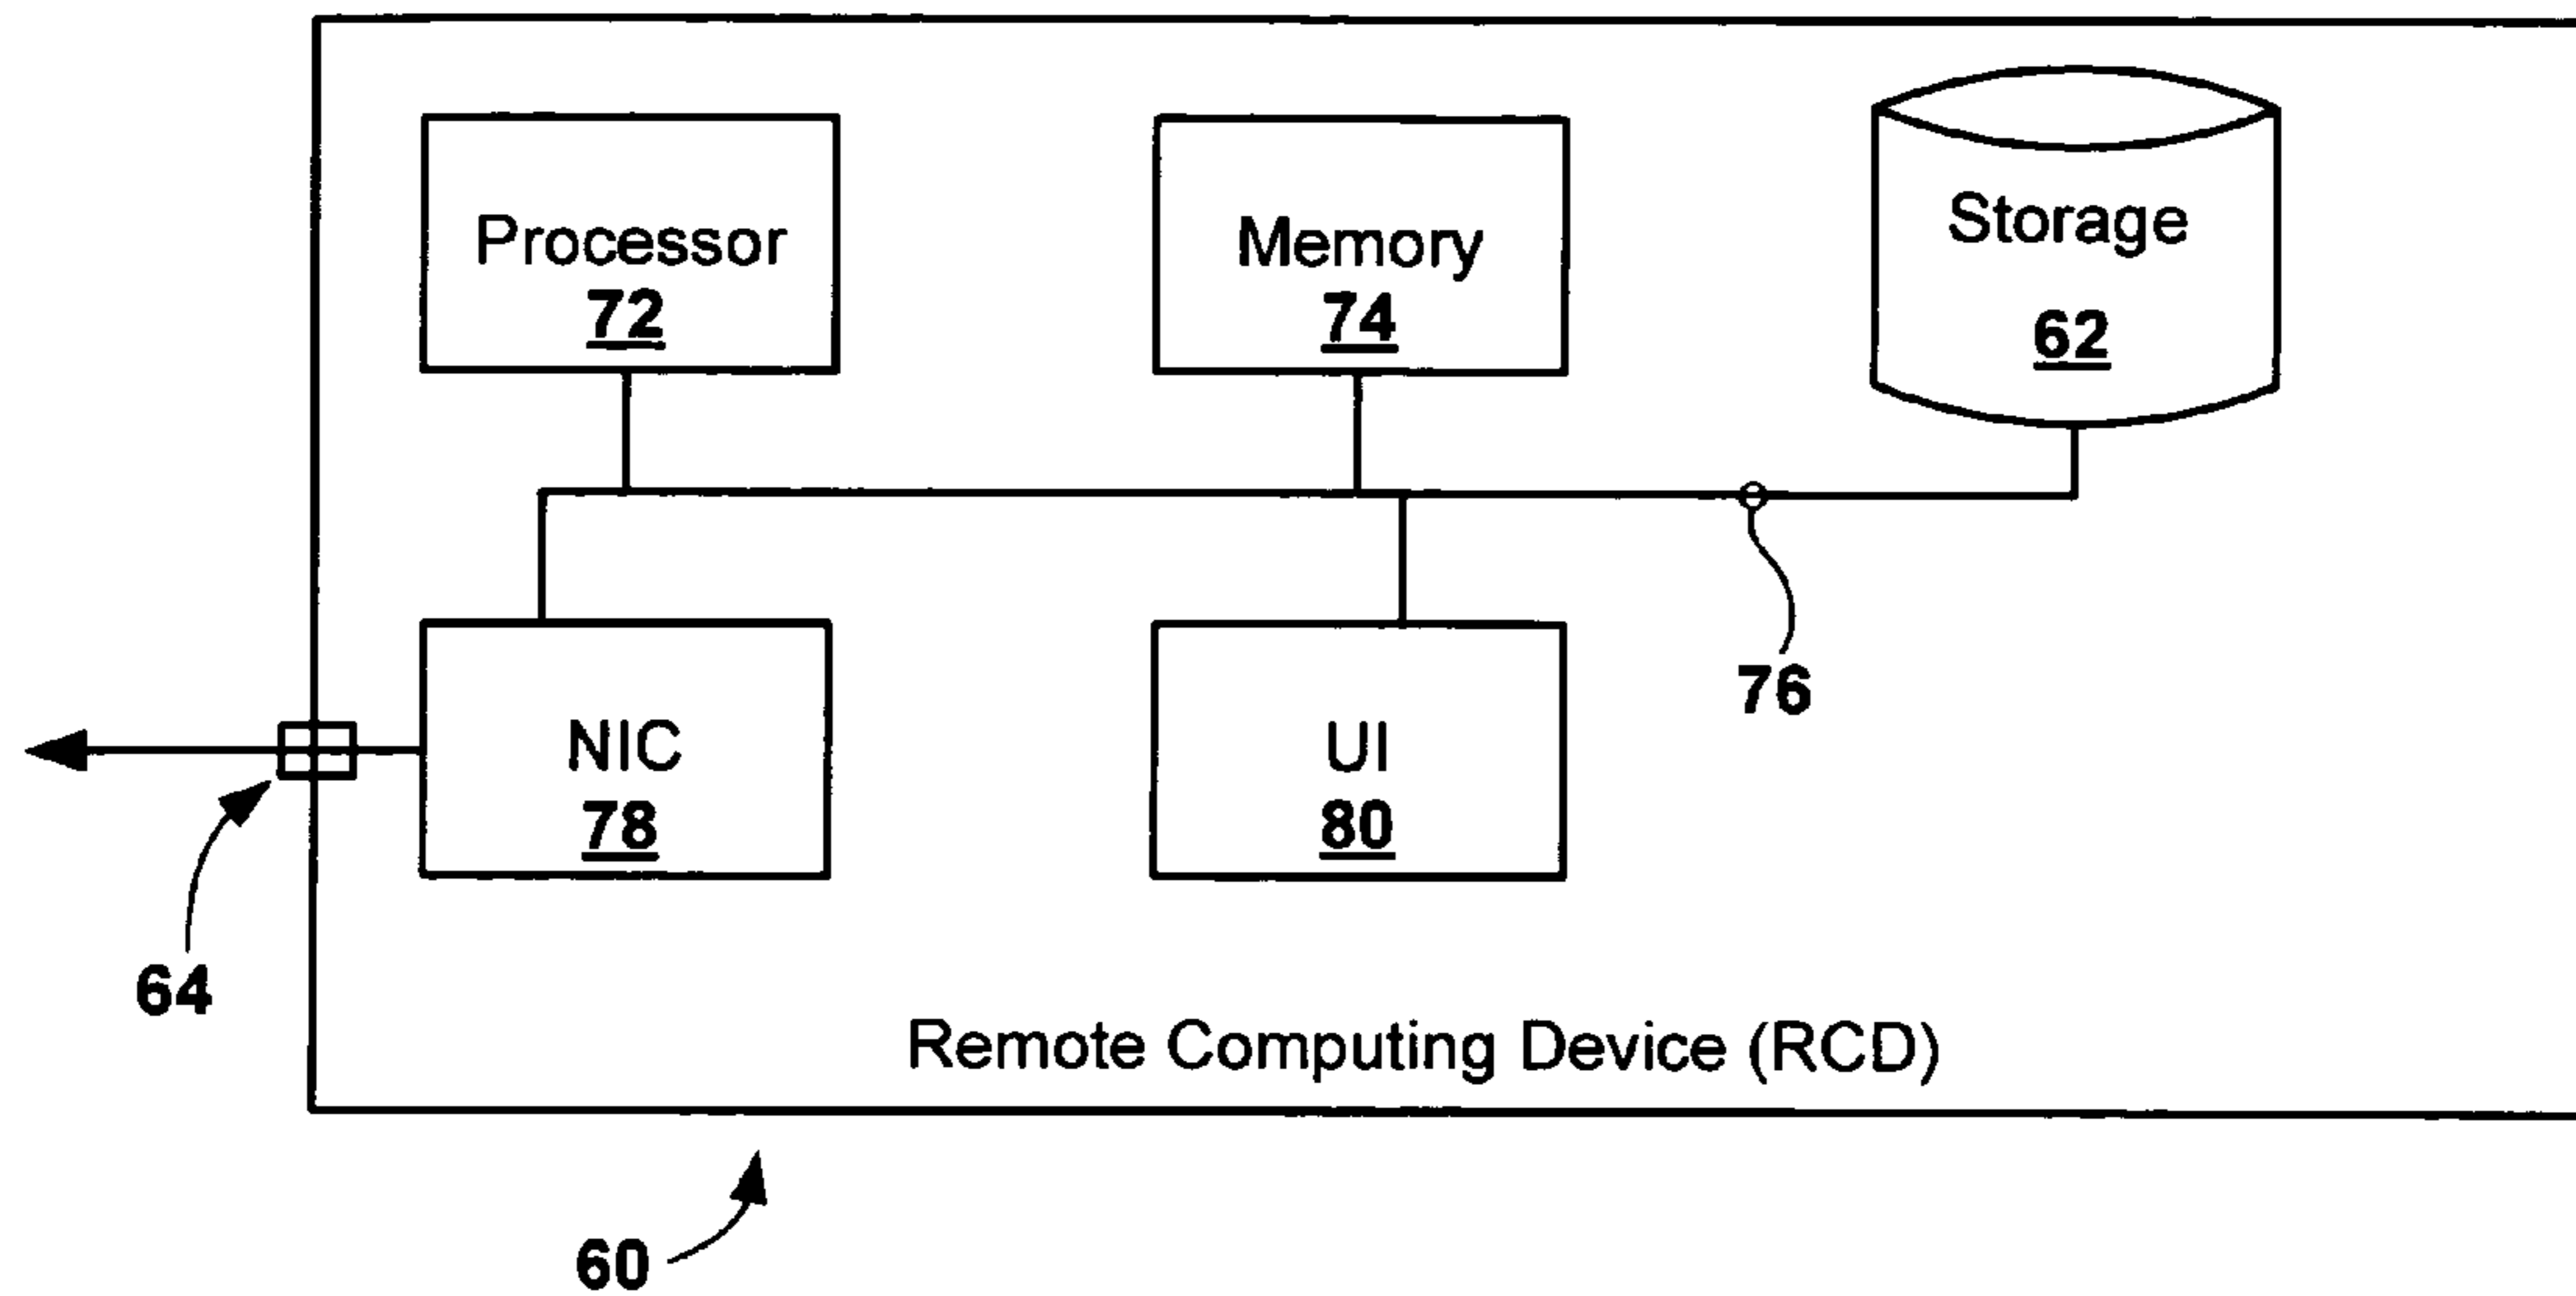 Processor
72
Memory
74
Storage
62
76
NIC
78
UI
80
64
Remote Computing Device (RCD)
60